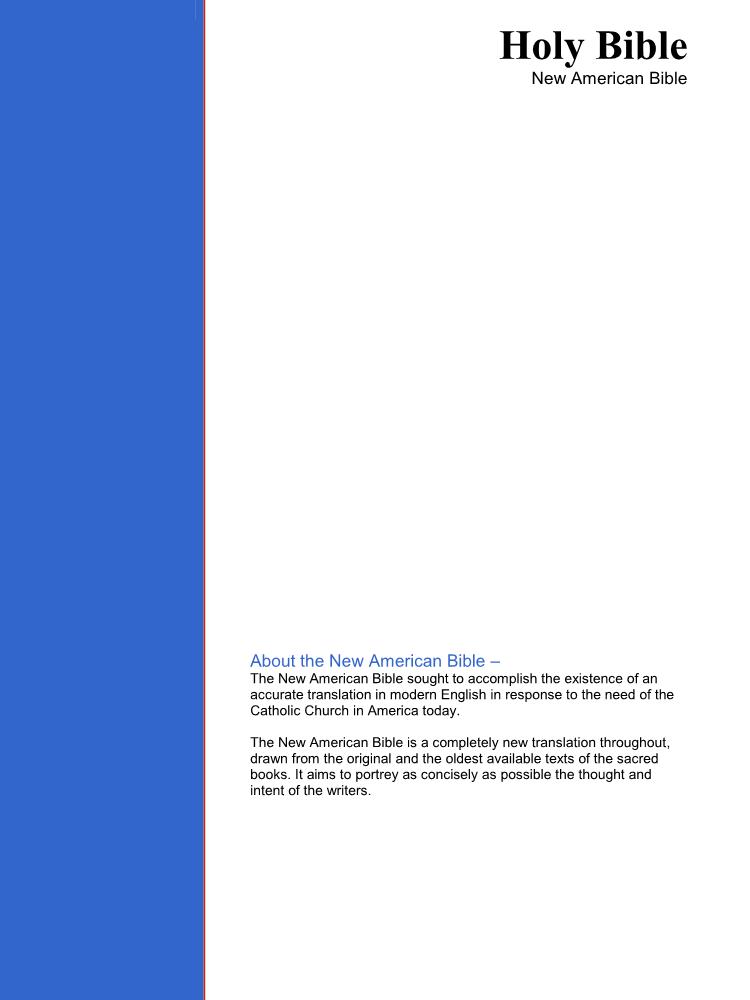 Holy Bible
New American Bible
About the New American Bible –
The New American Bible sought to accomplish the existence of an
accurate translation in modern English in response to the need of the
Catholic Church in America today.
The New American Bible is a completely new translation throughout,
drawn from the original and the oldest available texts of the sacred
books. It aims to portrey as concisely as possible the thought and
intent of the writers.